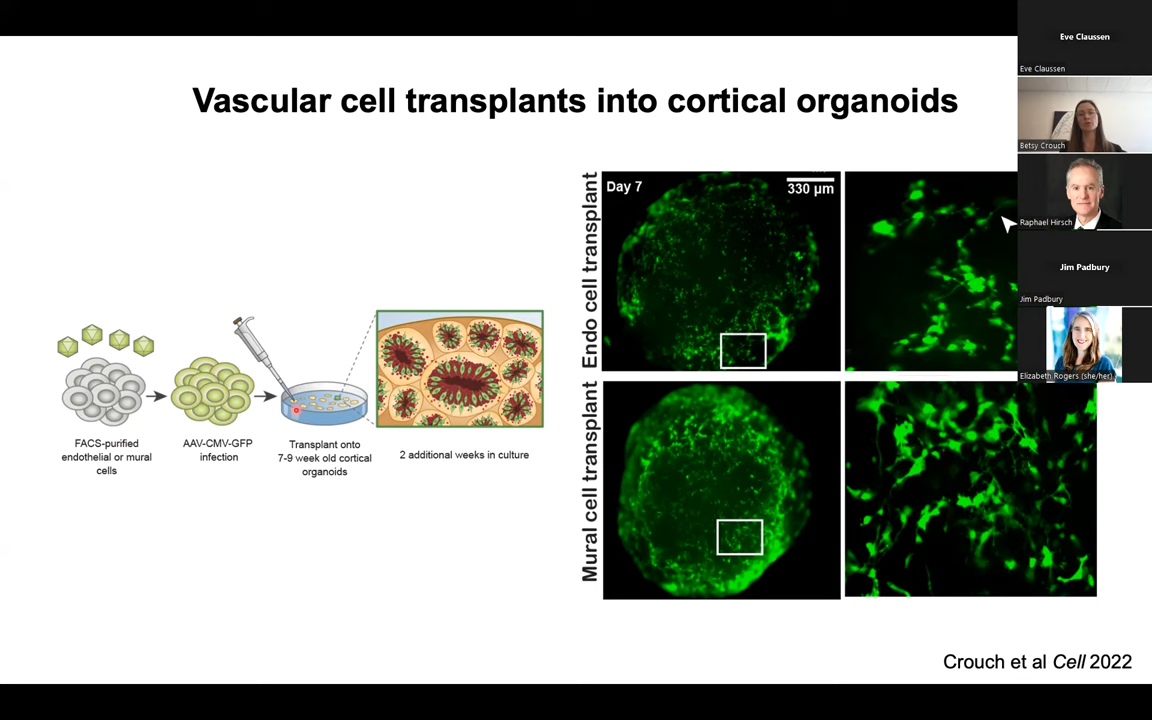 Vascular cell transplants into cortical organoids
FACS-purified
endothelial or mural
cells
AAV-CMV-GFP
infection
Transplant onto
7-9 week old cortical
organoids
2 additional weeks in culture
Endo cell transplant
Mural cell transplant
Day 7
330 µm
Crouch et al Cell 2022
Eve Claussen
Eve Claussen
Betsy Crouch
Raphael Hirsch
Jim Padbury
Jim Padbury
Elizabeth Rogers (she/her)